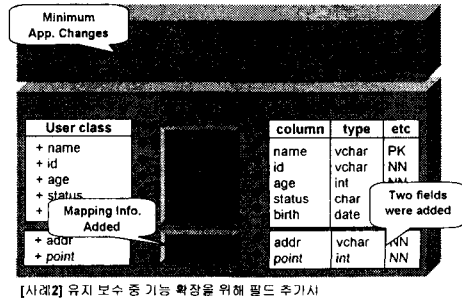 Minimum
App. Changes
User class
+ name
+ id
+ age
+ status
+
+ addr
+ point
Mapping Info.
Added
column type etc
name vchar PK
id vchar NN
age int NN
status char
birth date
addr vchar NN
point int NN
Two fields
were added
[사례2] 유지 보수 중 기능 확장을 위해 필드 추가시